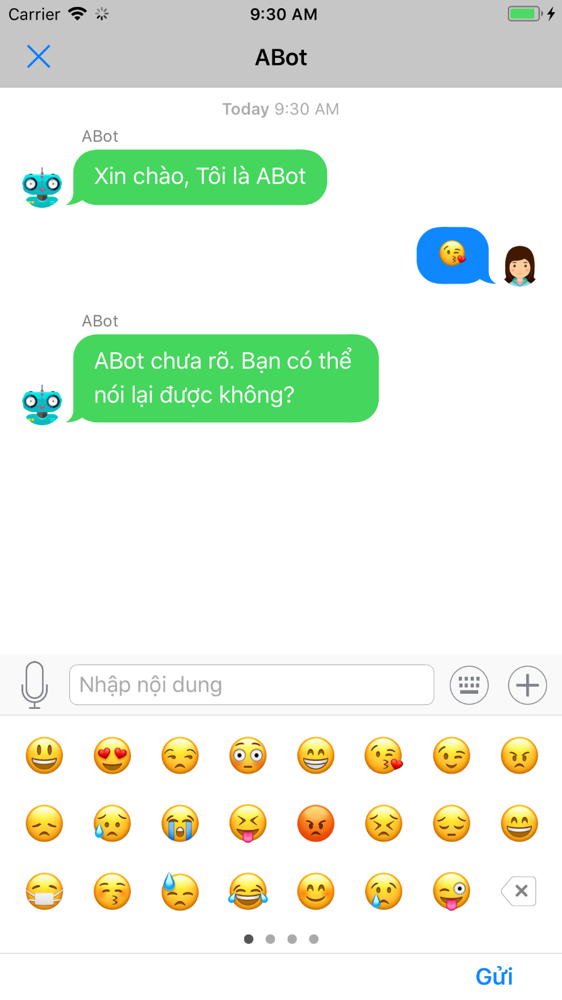 Carrier 9:30 AM
ABot
Today 9:30 AM
ABot
Xin chào, Tôi là ABot
😘
ABot
ABot chưa rõ. Bạn có thể
nói lại được không?
Nhập nội dung
Gửi